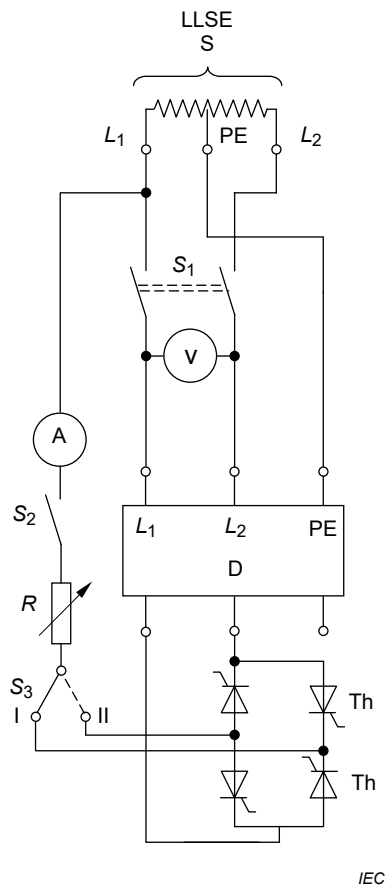 LLSE
S
L₁ PE L₂
S₁
V
A
S₂
L₁ L₂ PE
D
R
S₃
I II
Th
Th
IEC